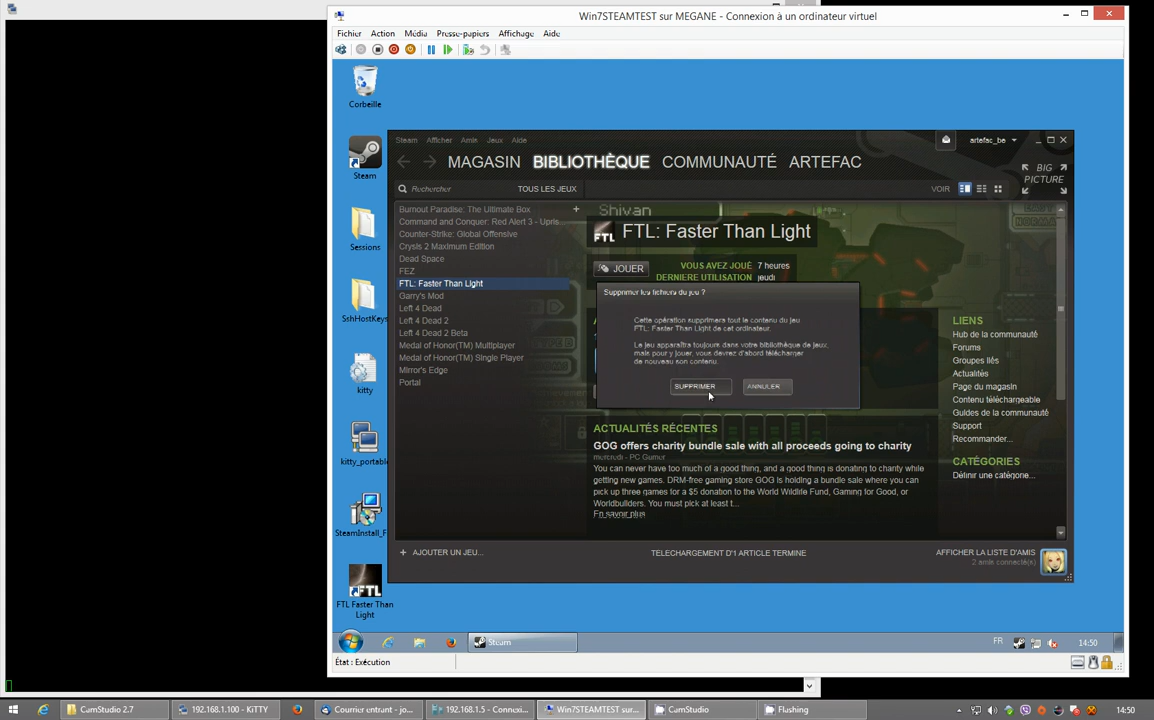 Win7STEAMTEST sur MEGANE - Connexion à un ordinateur virtuel
Fichier Action Média Presse-papiers Affichage Aide
Corbeille
Steam
Sessions
SshHostKeys
kitty
kitty_portable
SteamInstall_F
FTL Faster Than
Light
Steam Afficher Amis Jeux Aide
artefac_be
MAGASIN BIBLIOTHÈQUE COMMUNAUTÉ ARTEFAC
BIG
PICTURE
Rechercher TOUS LES JEUX
VOIR
Burnout Paradise: The Ultimate Box
Command and Conquer: Red Alert 3 - Upris...
Counter-Strike: Global Offensive
Crysis 2 Maximum Edition
Dead Space
FEZ
FTL: Faster Than Light
Garry's Mod
Left 4 Dead
Left 4 Dead 2
Left 4 Dead 2 Beta
Medal of Honor(TM) Multiplayer
Medal of Honor(TM) Single Player
Mirror's Edge
Portal
Shivan
FTL FTL: Faster Than Light
JOUER
VOUS AVEZ JOUÉ 7 heures
DERNIERE UTILISATION jeudi
Supprimer les fichiers du jeu ?
Cette opération supprimera tout le contenu du jeu
FTL: Faster Than Light de cet ordinateur.
Le jeu apparaîtra toujours dans votre bibliothèque de jeux,
mais pour y jouer, vous devrez d'abord télécharger
de nouveau son contenu.
SUPPRIMER ANNULER
ACTUALITÉS RÉCENTES
GOG offers charity bundle sale with all proceeds going to charity
mercredi - PC Gamer
You can never have too much of a good thing, and a good thing is donating to charity while
getting new games. DRM-free gaming store GOG is holding a bundle sale where you can
pick up three games for a $5 donation to the World Wildlife Fund, Gaming for Good, or
Worldbuilders. You must pick at least t...
En savoir plus
LIENS
Hub de la communauté
Forums
Groupes liés
Actualités
Page du magasin
Contenu téléchargeable
Guides de la communauté
Support
Recommander...
CATÉGORIES
Définir une catégorie...
+ AJOUTER UN JEU...
TELECHARGEMENT D'1 ARTICLE TERMINE
AFFICHER LA LISTE D'AMIS
2 amis connecté(s)
Steam
FR
14:50
État : Exécution
CamStudio 2.7
192.168.1.100 - KiTTY
Courrier entrant - jo...
192.168.1.5 - Connexi...
Win7STEAMTEST sur...
CamStudio
Flashing
14:50